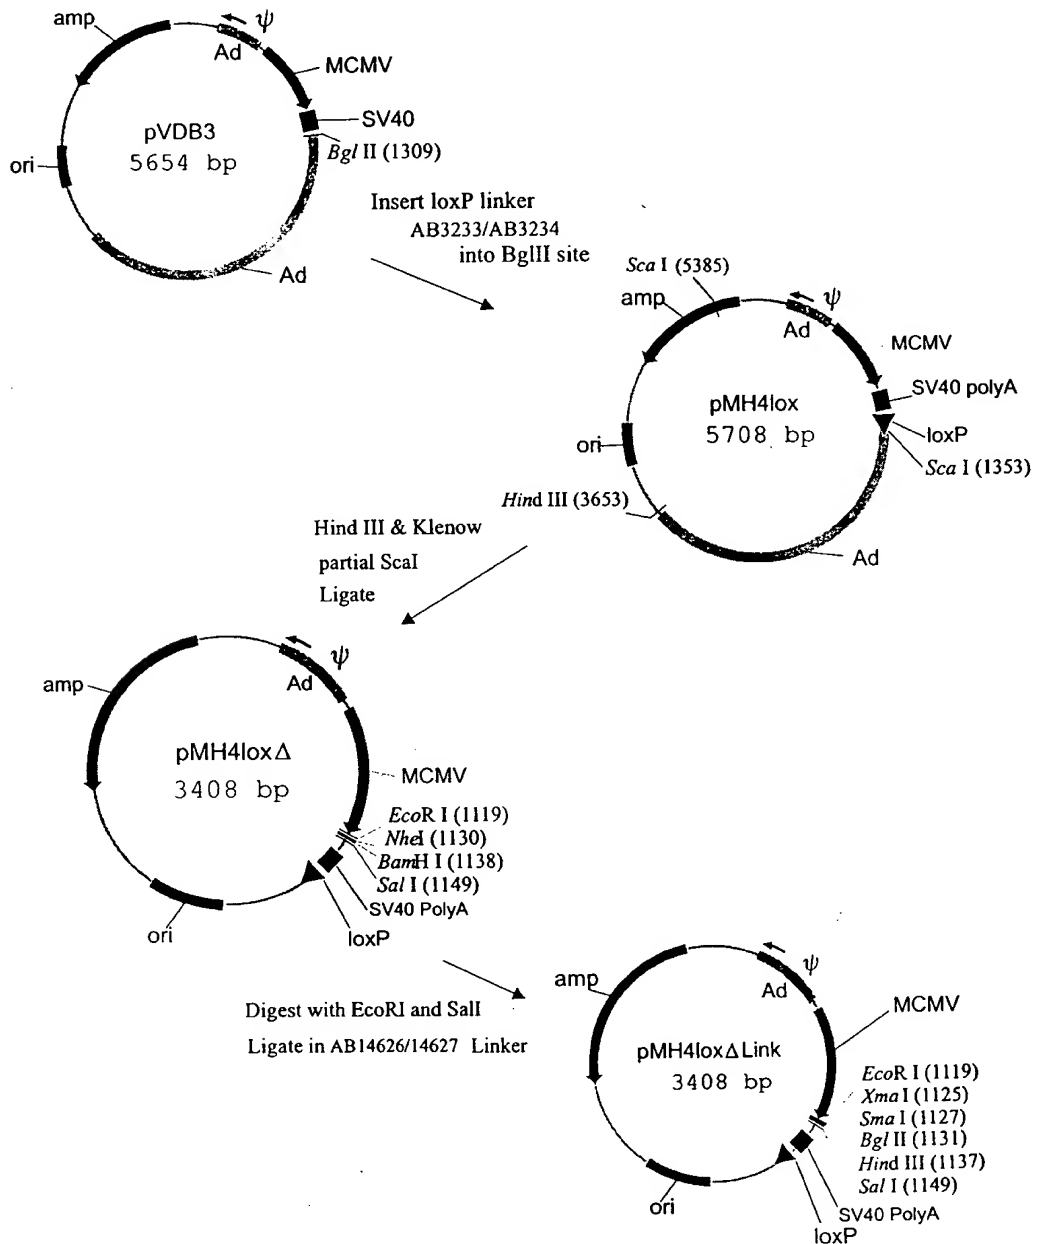 amp
ψ
Ad
MCMV
SV40
pVDB3
5654 bp
Bgl II (1309)
ori
Ad
Insert loxP linker
AB3233/AB3234
into BglII site
Sca I (5385)
amp
ψ
Ad
MCMV
SV40 polyA
pMH4lox
5708 bp
loxP
Sca I (1353)
ori
Hind III (3653)
Ad
Hind III & Klenow
partial ScaI
Ligate
ψ
Ad
amp
pMH4lox Δ
3408 bp
MCMV
EcoR I (1119)
NheI (1130)
BamH I (1138)
Sal I (1149)
SV40 PolyA
loxP
ori
Digest with EcoRI and SalI
Ligate in AB14626/14627 Linker
amp
ψ
Ad
MCMV
pMH4lox Δ Link
3408 bp
EcoR I (1119)
Xma I (1125)
Sma I (1127)
Bgl II (1131)
Hind III (1137)
Sal I (1149)
SV40 PolyA
loxP
ori